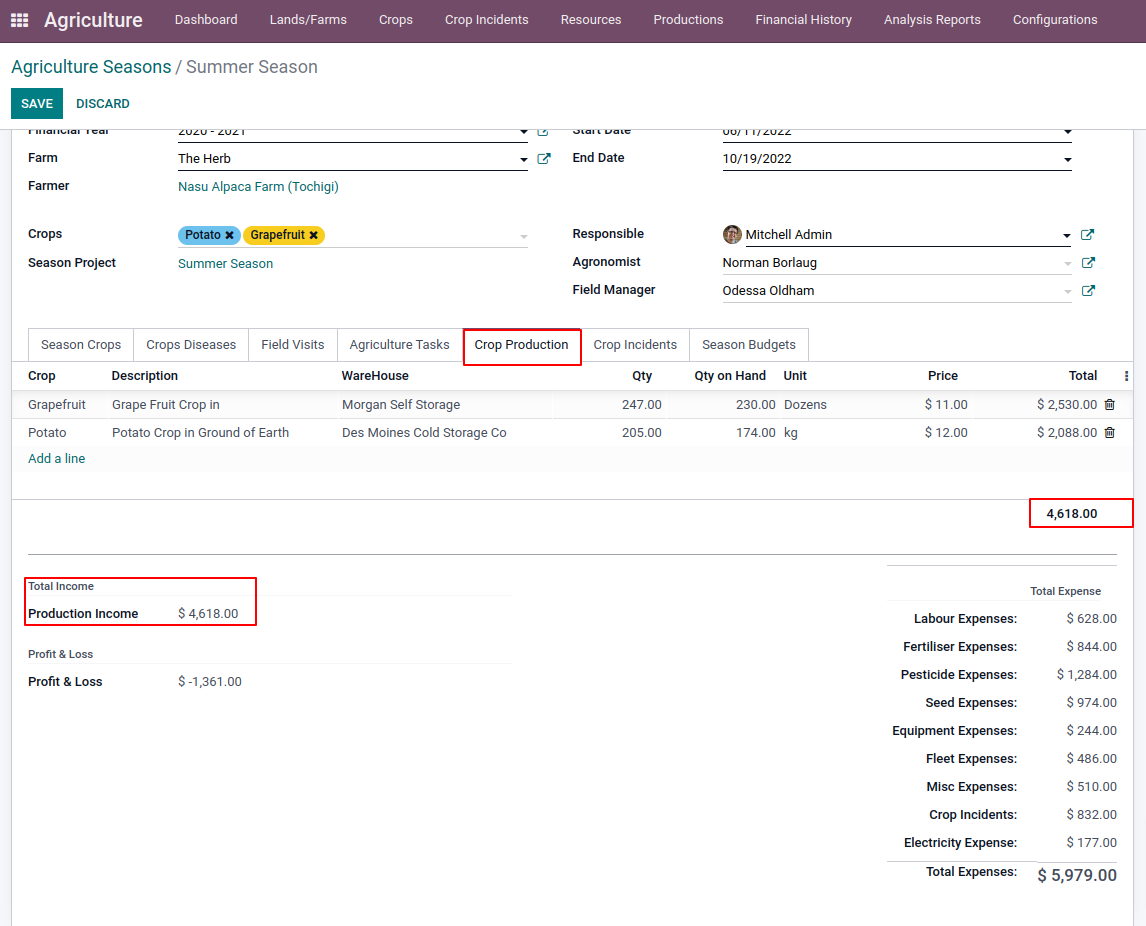 Agriculture Dashboard Lands/Farms Crops Crop Incidents Resources Productions Financial History Analysis Reports Configurations
Agriculture Seasons / Summer Season
SAVE DISCARD
Financial Year 2020 - 2021 Start Date 06/11/2022
Farm The Herb End Date 10/19/2022
Farmer Nasu Alpaca Farm (Tochigi)
Crops Potato ✖ Grapefruit ✖ Responsible Mitchell Admin
Season Project Summer Season Agronomist Norman Borlaug
Field Manager Odessa Oldham
Season Crops Crops Diseases Field Visits Agriculture Tasks Crop Production Crop Incidents Season Budgets
Crop Description WareHouse Qty Qty on Hand Unit Price Total
Grapefruit Grape Fruit Crop in Morgan Self Storage 247.00 230.00 Dozens $ 11.00 $ 2,530.00
Potato Potato Crop in Ground of Earth Des Moines Cold Storage Co 205.00 174.00 kg $ 12.00 $ 2,088.00
Add a line
4,618.00
Total Income
Production Income $ 4,618.00
Profit & Loss
Profit & Loss $ -1,361.00
Total Expense
Labour Expenses: $ 628.00
Fertiliser Expenses: $ 844.00
Pesticide Expenses: $ 1,284.00
Seed Expenses: $ 974.00
Equipment Expenses: $ 244.00
Fleet Expenses: $ 486.00
Misc Expenses: $ 510.00
Crop Incidents: $ 832.00
Electricity Expense: $ 177.00
Total Expenses: $ 5,979.00